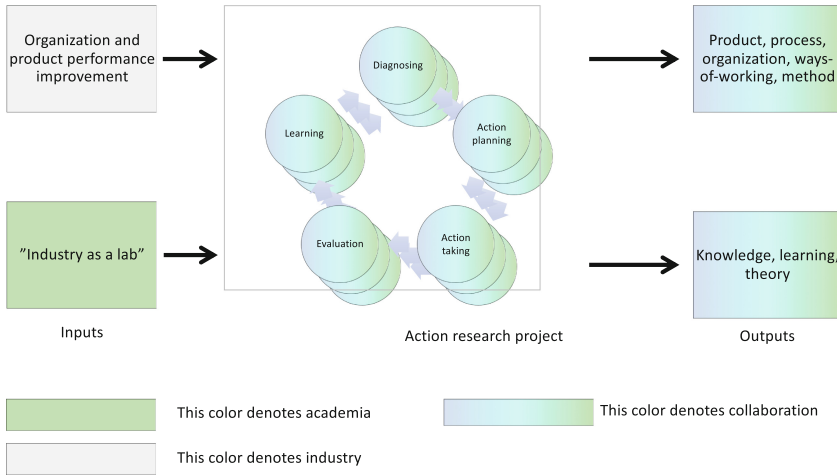 Organization and
product performance
improvement
Diagnosing
Product, process,
organization, ways-
of-working, method
Learning
Action
planning
”Industry as a lab”
Evaluation
Action
taking
Knowledge, learning,
theory
Inputs
Action research project
Outputs
This color denotes academia
This color denotes collaboration
This color denotes industry